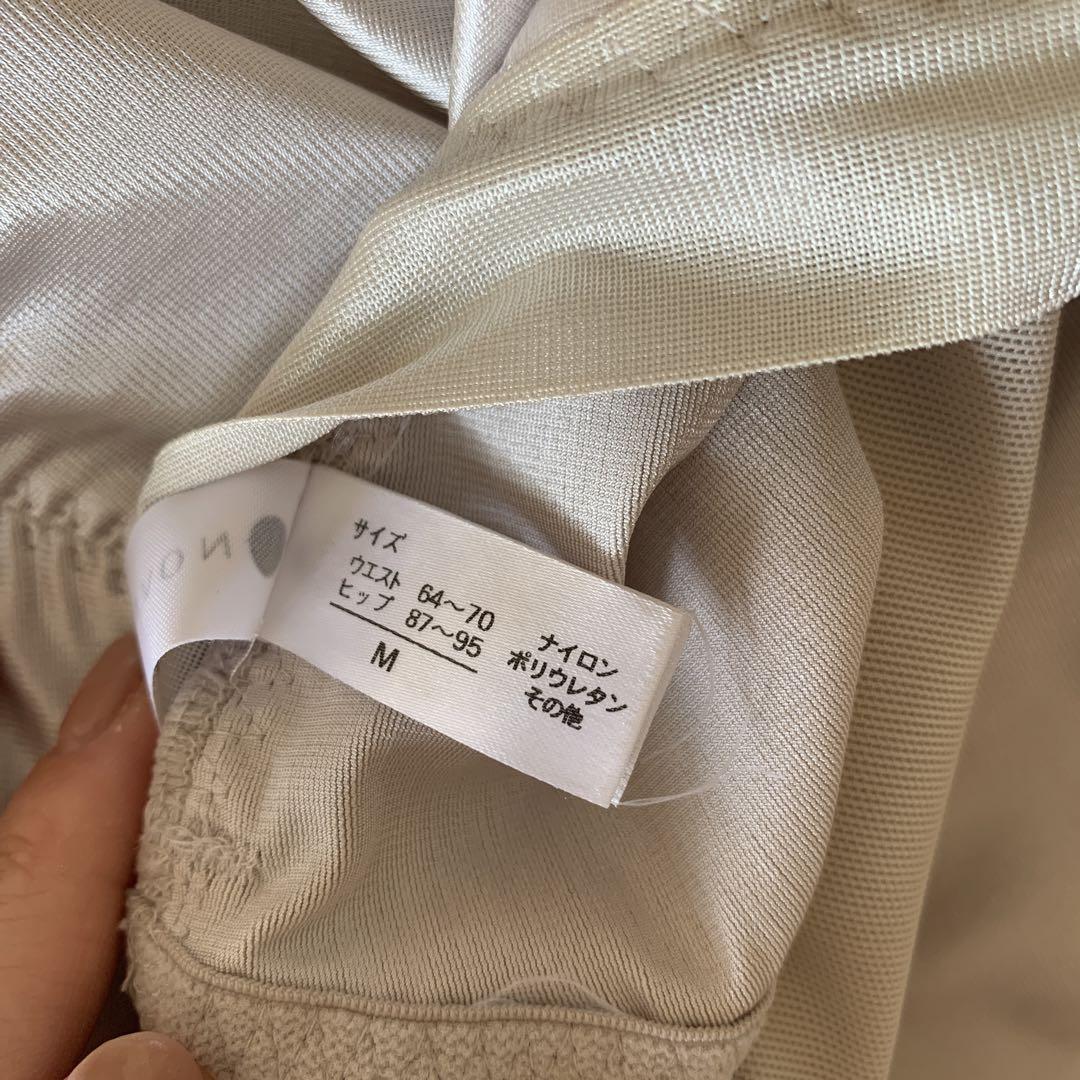 サイズ
ウエスト 64～70
ヒップ 87～95
M
ナイロン
ポリウレタン
その他